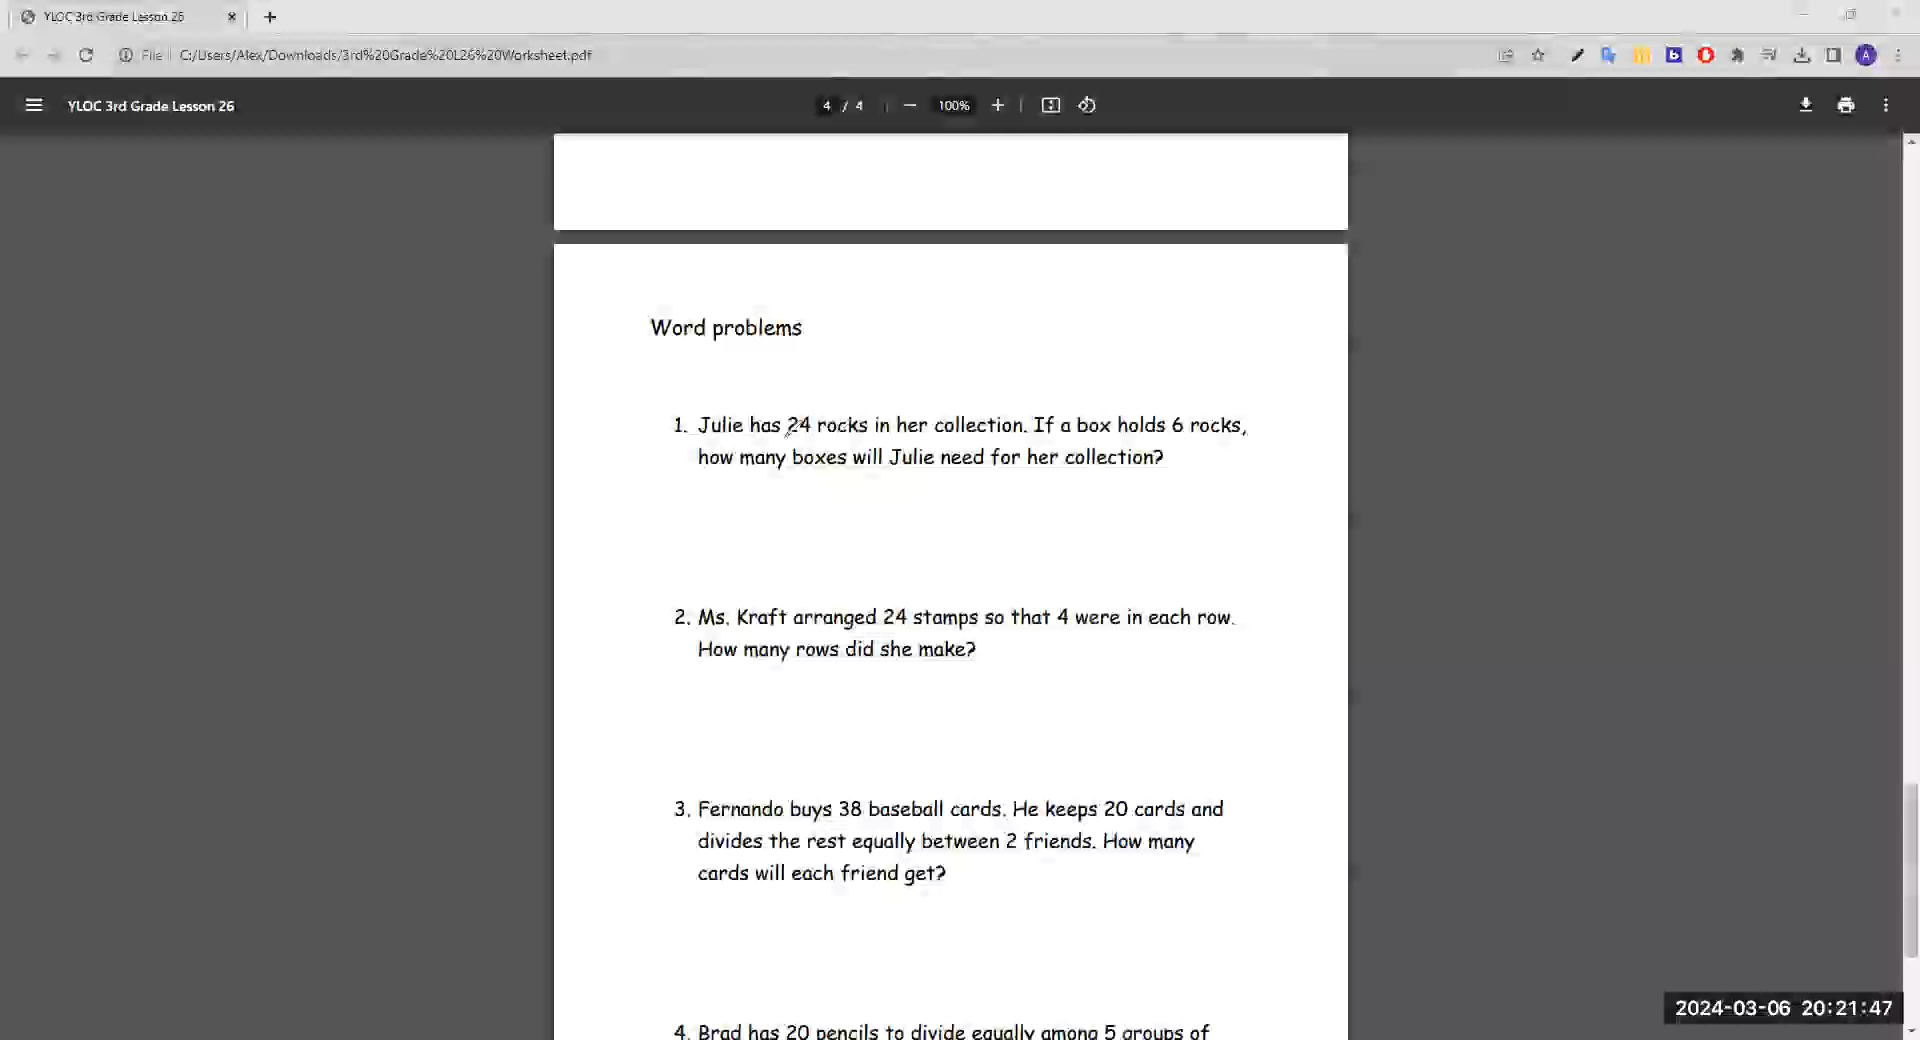 YLOC 3rd Grade Lesson 26
File
C:/Users/Alex/Downloads/3rd%20Grade%20L26%20Worksheet.pdf
A
YLOC 3rd Grade Lesson 26
4 / 4
100%
Word problems
1. Julie has 24 rocks in her collection. If a box holds 6 rocks,
how many boxes will Julie need for her collection?
2. Ms. Kraft arranged 24 stamps so that 4 were in each row.
How many rows did she make?
3. Fernando buys 38 baseball cards. He keeps 20 cards and
divides the rest equally between 2 friends. How many
cards will each friend get?
4. Brad has 20 pencils to divide equally among 5 groups of
2024-03-06 20:21:47